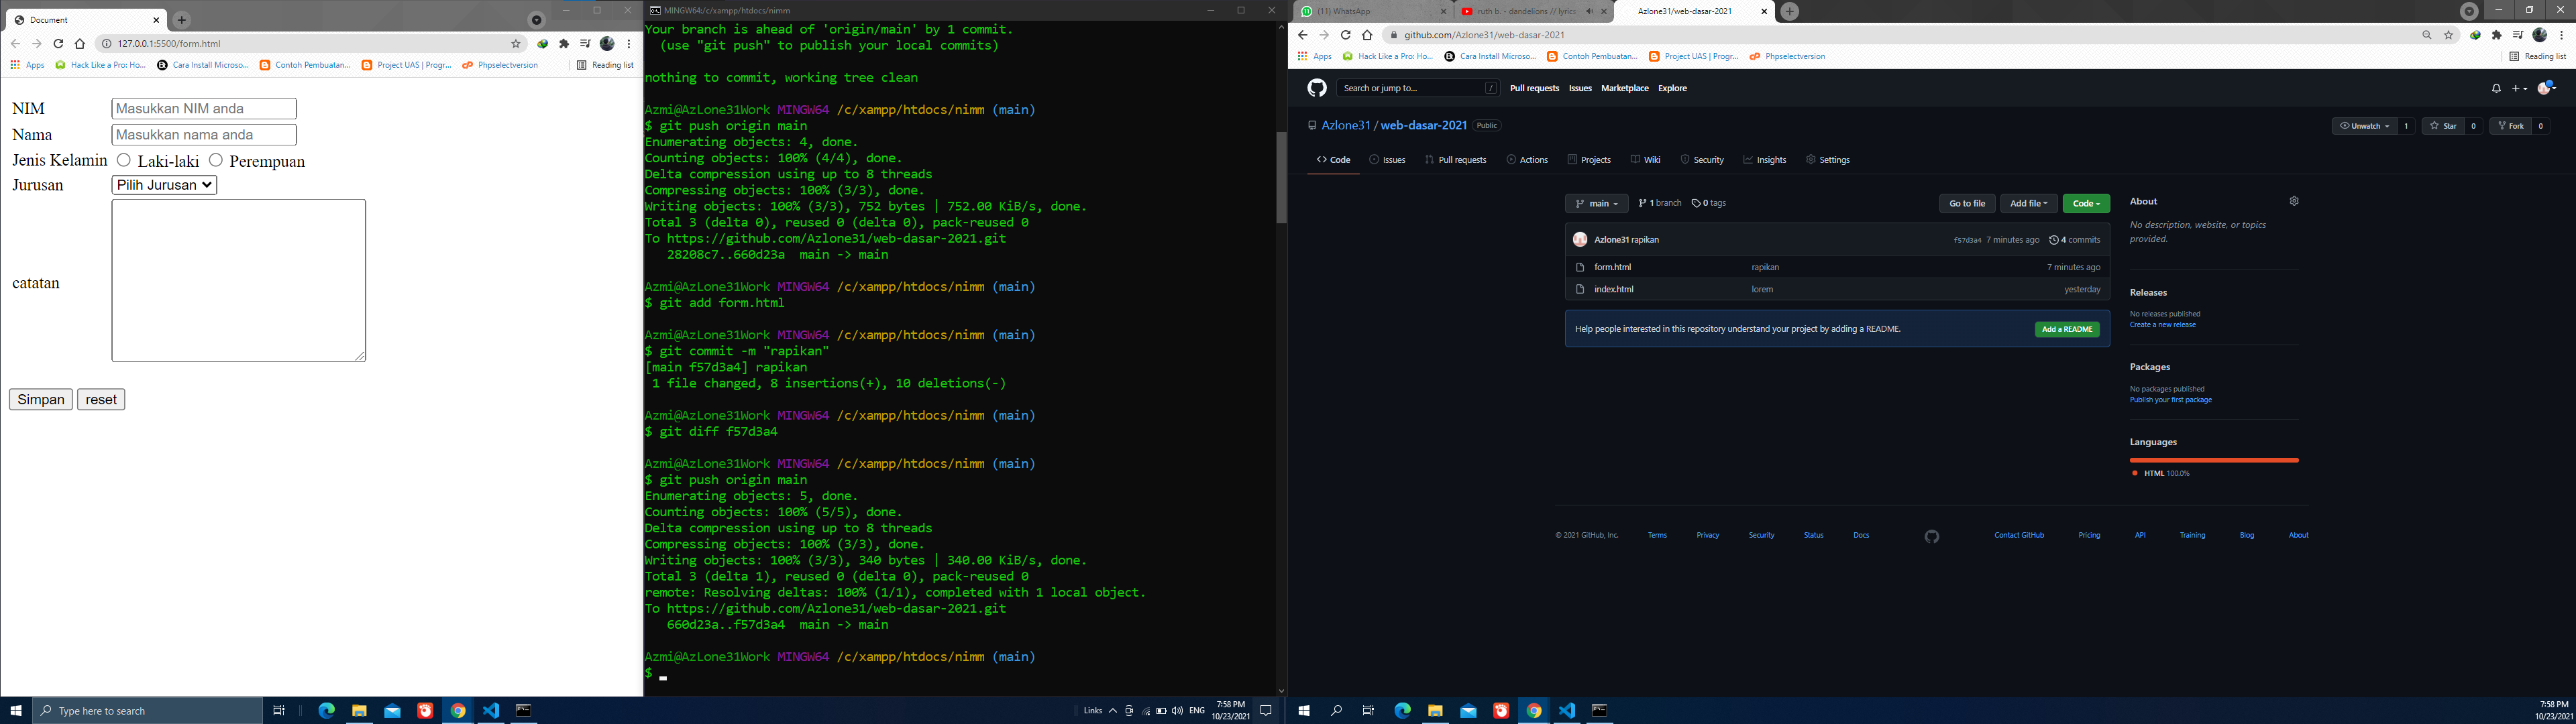 Document
127.0.0.1:5500/form.html
Apps Hack Like a Pro: Ho... Cara Install Microso... Contoh Pembuatan... Project UAS | Progr... Phpselectversion Reading list
NIM Masukkan NIM anda
Nama Masukkan nama anda
Jenis Kelamin Laki-laki Perempuan
Jurusan Pilih Jurusan
catatan
Simpan reset
MINGW64:/c/xampp/htdocs/nimm
Your branch is ahead of 'origin/main' by 1 commit.
(use "git push" to publish your local commits)
nothing to commit, working tree clean
Azmi@AzLone31Work MINGW64 /c/xampp/htdocs/nimm (main)
$ git push origin main
Enumerating objects: 4, done.
Counting objects: 100% (4/4), done.
Delta compression using up to 8 threads
Compressing objects: 100% (3/3), done.
Writing objects: 100% (3/3), 752 bytes | 752.00 KiB/s, done.
Total 3 (delta 0), reused 0 (delta 0), pack-reused 0
To https://github.com/Azlone31/web-dasar-2021.git
28208c7..660d23a main -> main
Azmi@AzLone31Work MINGW64 /c/xampp/htdocs/nimm (main)
$ git add form.html
Azmi@AzLone31Work MINGW64 /c/xampp/htdocs/nimm (main)
$ git commit -m "rapikan"
[main f57d3a4] rapikan
1 file changed, 8 insertions(+), 10 deletions(-)
Azmi@AzLone31Work MINGW64 /c/xampp/htdocs/nimm (main)
$ git diff f57d3a4
Azmi@AzLone31Work MINGW64 /c/xampp/htdocs/nimm (main)
$ git push origin main
Enumerating objects: 5, done.
Counting objects: 100% (5/5), done.
Delta compression using up to 8 threads
Compressing objects: 100% (3/3), done.
Writing objects: 100% (3/3), 340 bytes | 340.00 KiB/s, done.
Total 3 (delta 1), reused 0 (delta 0), pack-reused 0
remote: Resolving deltas: 100% (1/1), completed with 1 local object.
To https://github.com/Azlone31/web-dasar-2021.git
660d23a..f57d3a4 main -> main
Azmi@AzLone31Work MINGW64 /c/xampp/htdocs/nimm (main)
$
Type here to search
Links ENG 7:58 PM
10/23/2021
(11) WhatsApp ruth b. - dandelions // lyrics Azlone31/web-dasar-2021
github.com/Azlone31/web-dasar-2021
Apps Hack Like a Pro: Ho... Cara Install Microso... Contoh Pembuatan... Project UAS | Progr... Phpselectversion Reading list
Search or jump to... / Pull requests Issues Marketplace Explore
Azlone31 / web-dasar-2021 Public Unwatch 1 Star 0 Fork 0
Code Issues Pull requests Actions Projects Wiki Security Insights Settings
main 1 branch 0 tags Go to file Add file Code
Azlone31 rapikan f57d3a4 7 minutes ago 4 commits
form.html rapikan 7 minutes ago
index.html lorem yesterday
Help people interested in this repository understand your project by adding a README. Add a README
About
No description, website, or topics
provided.
Releases
No releases published
Create a new release
Packages
No packages published
Publish your first package
Languages
HTML 100.0%
© 2021 GitHub, Inc. Terms Privacy Security Status Docs Contact GitHub Pricing API Training Blog About
7:58 PM
10/23/2021